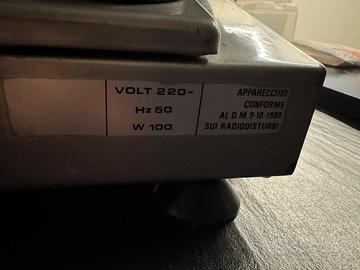 VOLT 220~
Hz 50
W 100
APPARECCHIO
CONFORME
AL D.M. 9-10-1980
SUI RADIODISTURBI